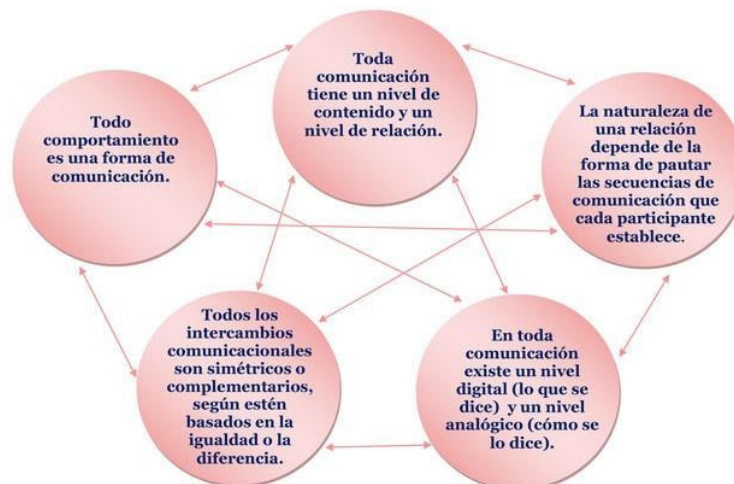 Todo
comportamiento
es una forma de
comunicación.
Toda
comunicación
tiene un nivel de
contenido y un
nivel de relación.
La naturaleza de
una relación
depende de la
forma de pautar
las secuencias de
comunicación que
cada participante
establece.
Todos los
intercambios
comunicacionales
son simétricos o
complementarios,
según estén
basados en la
igualdad o la
diferencia.
En toda
comunicación
existe un nivel
digital (lo que se
dice) y un nivel
analógico (cómo se
lo dice).